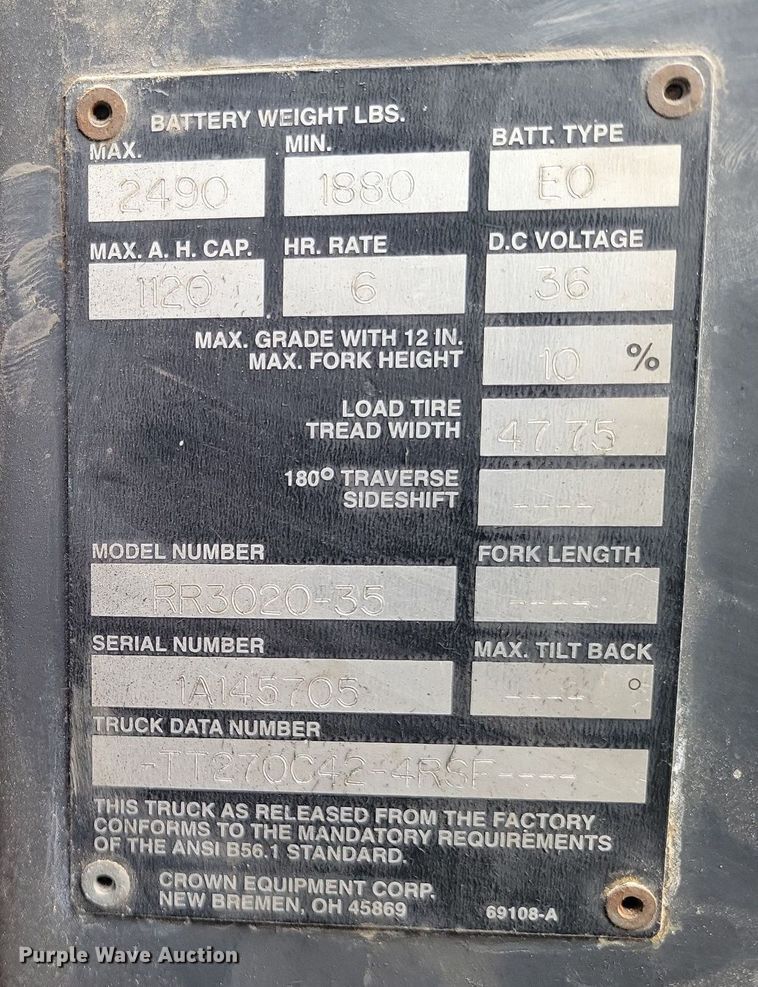 BATTERY WEIGHT LBS.
MAX. MIN. BATT. TYPE
2490 1880 EO
MAX. A. H. CAP. HR. RATE D.C VOLTAGE
1120 6 36
MAX. GRADE WITH 12 IN.
MAX. FORK HEIGHT 10 %
LOAD TIRE
TREAD WIDTH 47.75
180º TRAVERSE
SIDESHIFT ----
MODEL NUMBER FORK LENGTH
RR3020-35 ----
SERIAL NUMBER MAX. TILT BACK
1A145705 ---- º
TRUCK DATA NUMBER
-TT270C42-4RSF----
THIS TRUCK AS RELEASED FROM THE FACTORY
CONFORMS TO THE MANDATORY REQUIREMENTS
OF THE ANSI B56.1 STANDARD.
CROWN EQUIPMENT CORP.
NEW BREMEN, OH 45869 69108-A
Purple Wave Auction